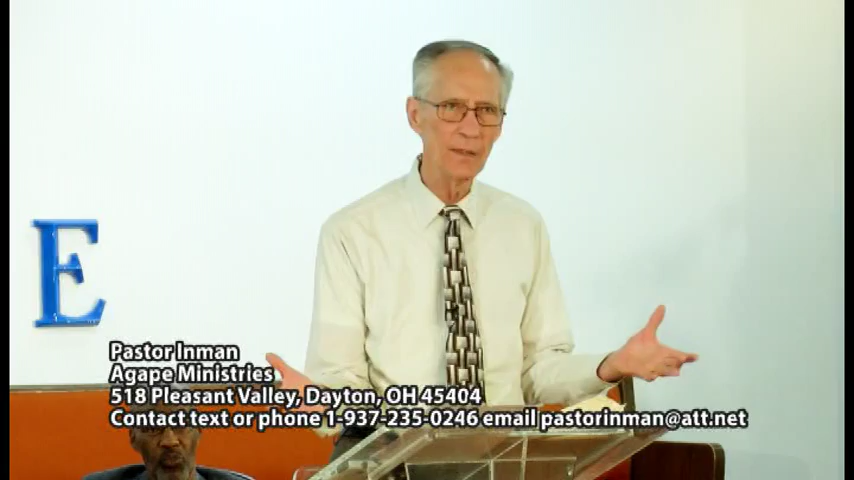 E
Pastor Inman
Agape Ministries
518 Pleasant Valley, Dayton, OH 45404
Contact text or phone 1-937-235-0246 email pastorinman@att.net